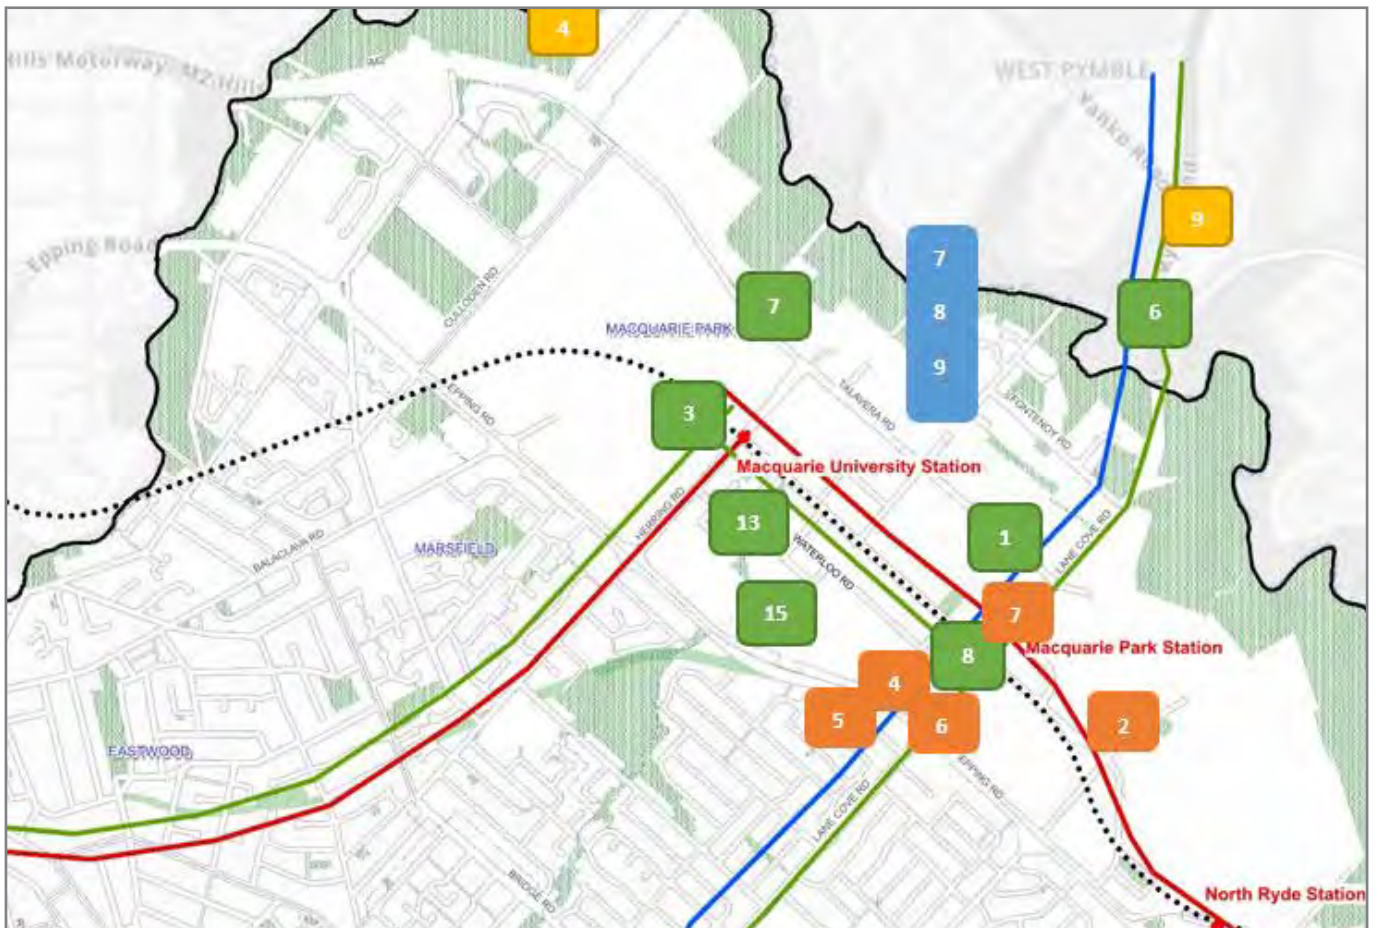 4
Hills Motorway M2 Hills
WEST PYMBLE
Epping Road
9
7
8
9
7
6
CULLODEN RD
MACQUARIE PARK
EPPING RD
TALAVERA RD
FONTENOY RD
3
Macquarie University Station
HERRING RD
13
WATERLOO RD
1
LANE COVE RD
BALACLAVA RD
MARSFIELD
15
7
8
Macquarie Park Station
4
5
6
2
EASTWOOD
EPPING RD
LANE COVE RD
BRIDGE RD
North Ryde Station